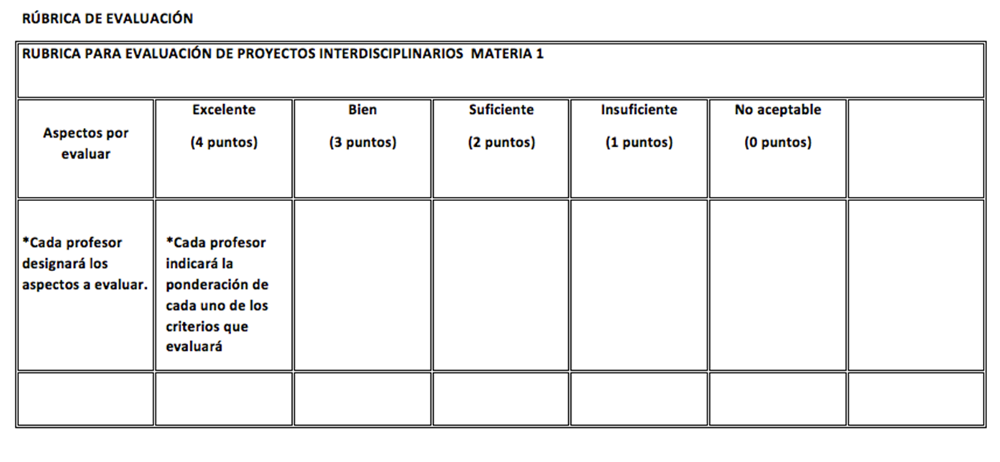 RÚBRICA DE EVALUACIÓN
RUBRICA PARA EVALUACIÓN DE PROYECTOS INTERDISCIPLINARIOS MATERIA 1
Aspectos por
evaluar
Excelente
(4 puntos)
Bien
(3 puntos)
Suficiente
(2 puntos)
Insuficiente
(1 puntos)
No aceptable
(0 puntos)
*Cada profesor
designará los
aspectos a evaluar.
*Cada profesor
indicará la
ponderación de
cada uno de los
criterios que
evaluará